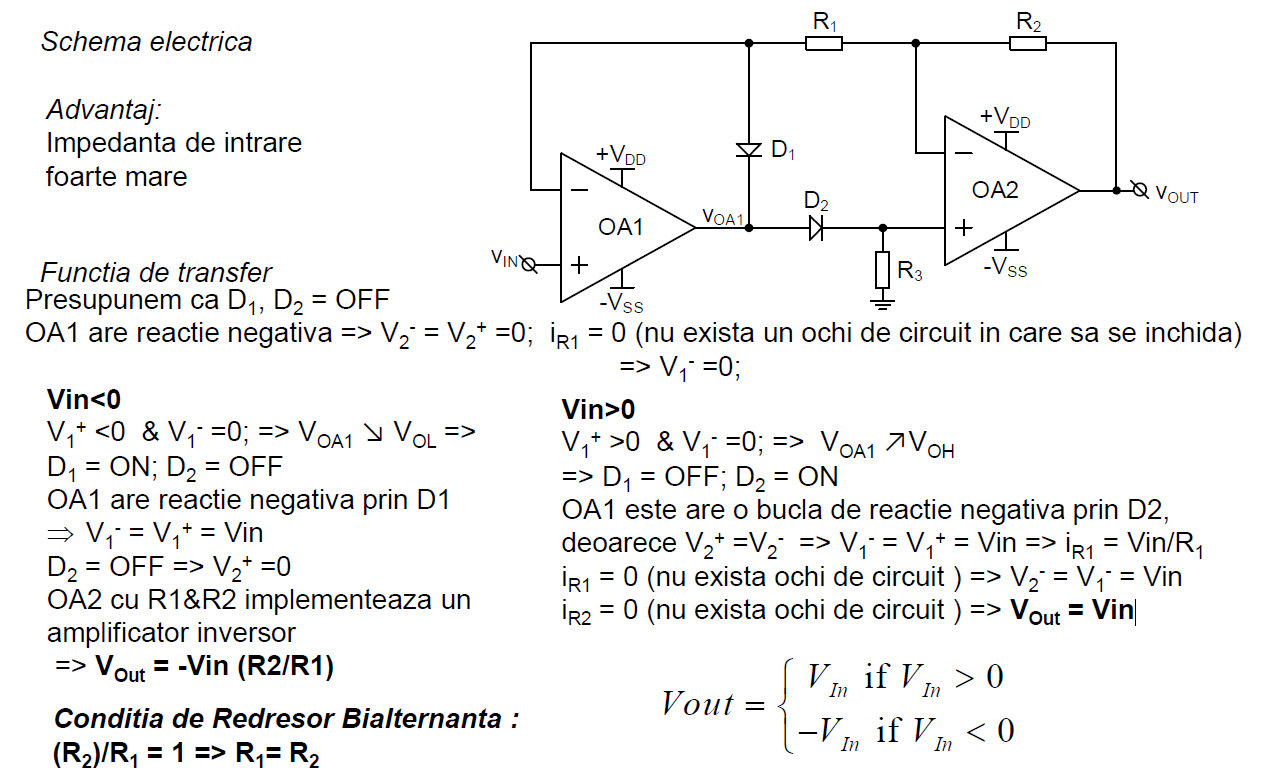 Schema electrica
Advantaj:
Impedanta de intrare
foarte mare
R1
R2
+VDD
OA1
-VSS
VIN
VOA1
D1
D2
R3
+VDD
OA2
-VSS
VOUT
Functia de transfer
Presupunem ca D1, D2 = OFF
OA1 are reactie negativa => V2- = V2+ =0; iR1 = 0 (nu exista un ochi de circuit in care sa se inchida)
=> V1- =0;
Vin<0
V1+ <0 & V1- =0; => VOA1 ↘ VOL =>
D1 = ON; D2 = OFF
OA1 are reactie negativa prin D1
⇒ V1- = V1+ = Vin
D2 = OFF => V2+ =0
OA2 cu R1&R2 implementeaza un
amplificator inversor
=> VOut = -Vin (R2/R1)
Conditia de Redresor Bialternanta :
(R2)/R1 = 1 => R1= R2
Vin>0
V1+ >0 & V1- =0; => VOA1 ↗VOH
=> D1 = OFF; D2 = ON
OA1 este are o bucla de reactie negativa prin D2,
deoarece V2+ =V2- => V1- = V1+ = Vin => iR1 = Vin/R1
iR1 = 0 (nu exista ochi de circuit ) => V2- = V1- = Vin
iR2 = 0 (nu exista ochi de circuit ) => VOut = Vin
Vout = { VIn if VIn > 0
−VIn if VIn < 0